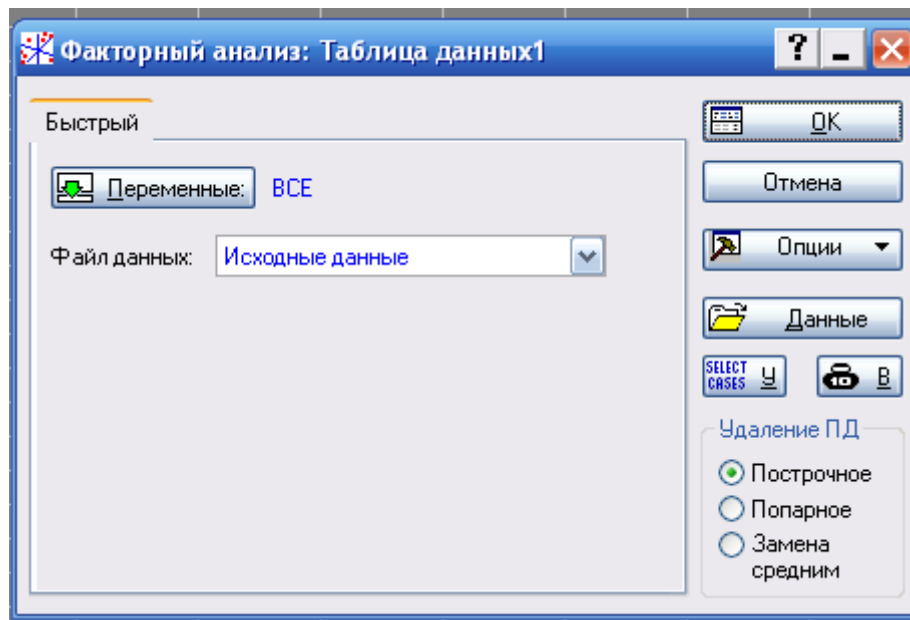 Факторный анализ: Таблица данных1
?
Быстрый
Переменные: ВСЕ
Файл данных: Исходные данные
OK
Отмена
Опции
Данные
SELECT CASES У
В
Удаление ПД
Построчное
Попарное
Замена
средним